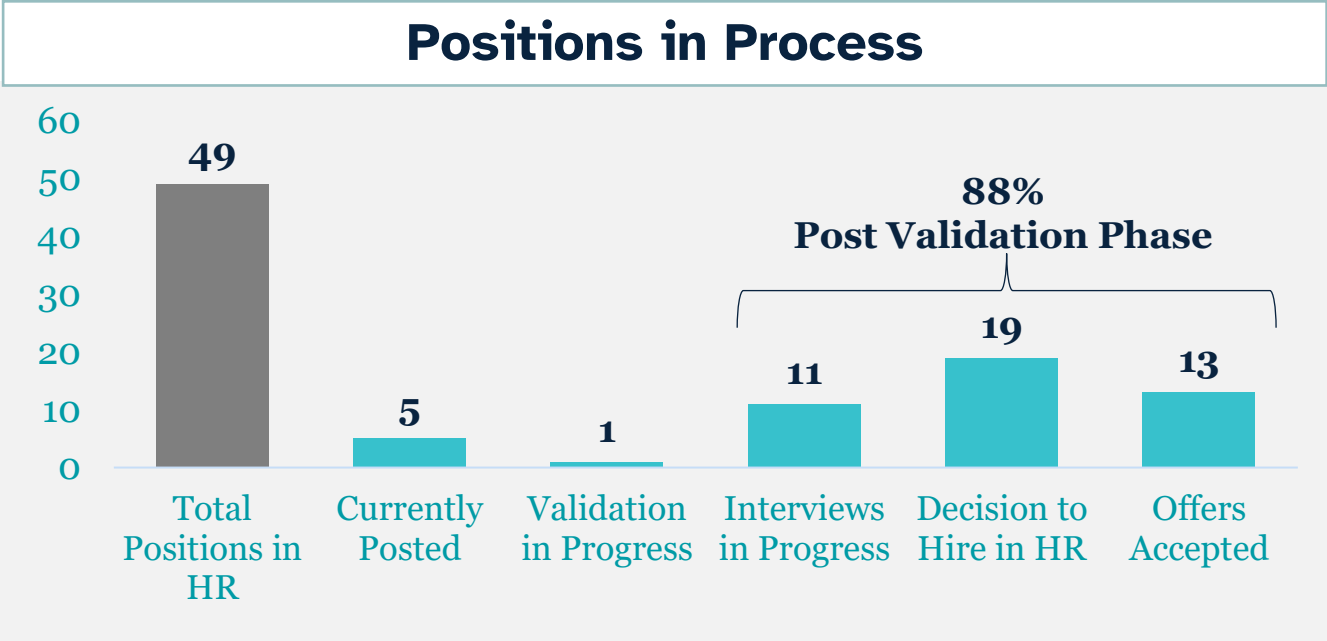 Positions in Process
60
50
40
30
20
10
0
49
5
1
11
19
13
88%
Post Validation Phase
Total
Positions in
HR
Currently
Posted
Validation
in Progress
Interviews
in Progress
Decision to
Hire in HR
Offers
Accepted